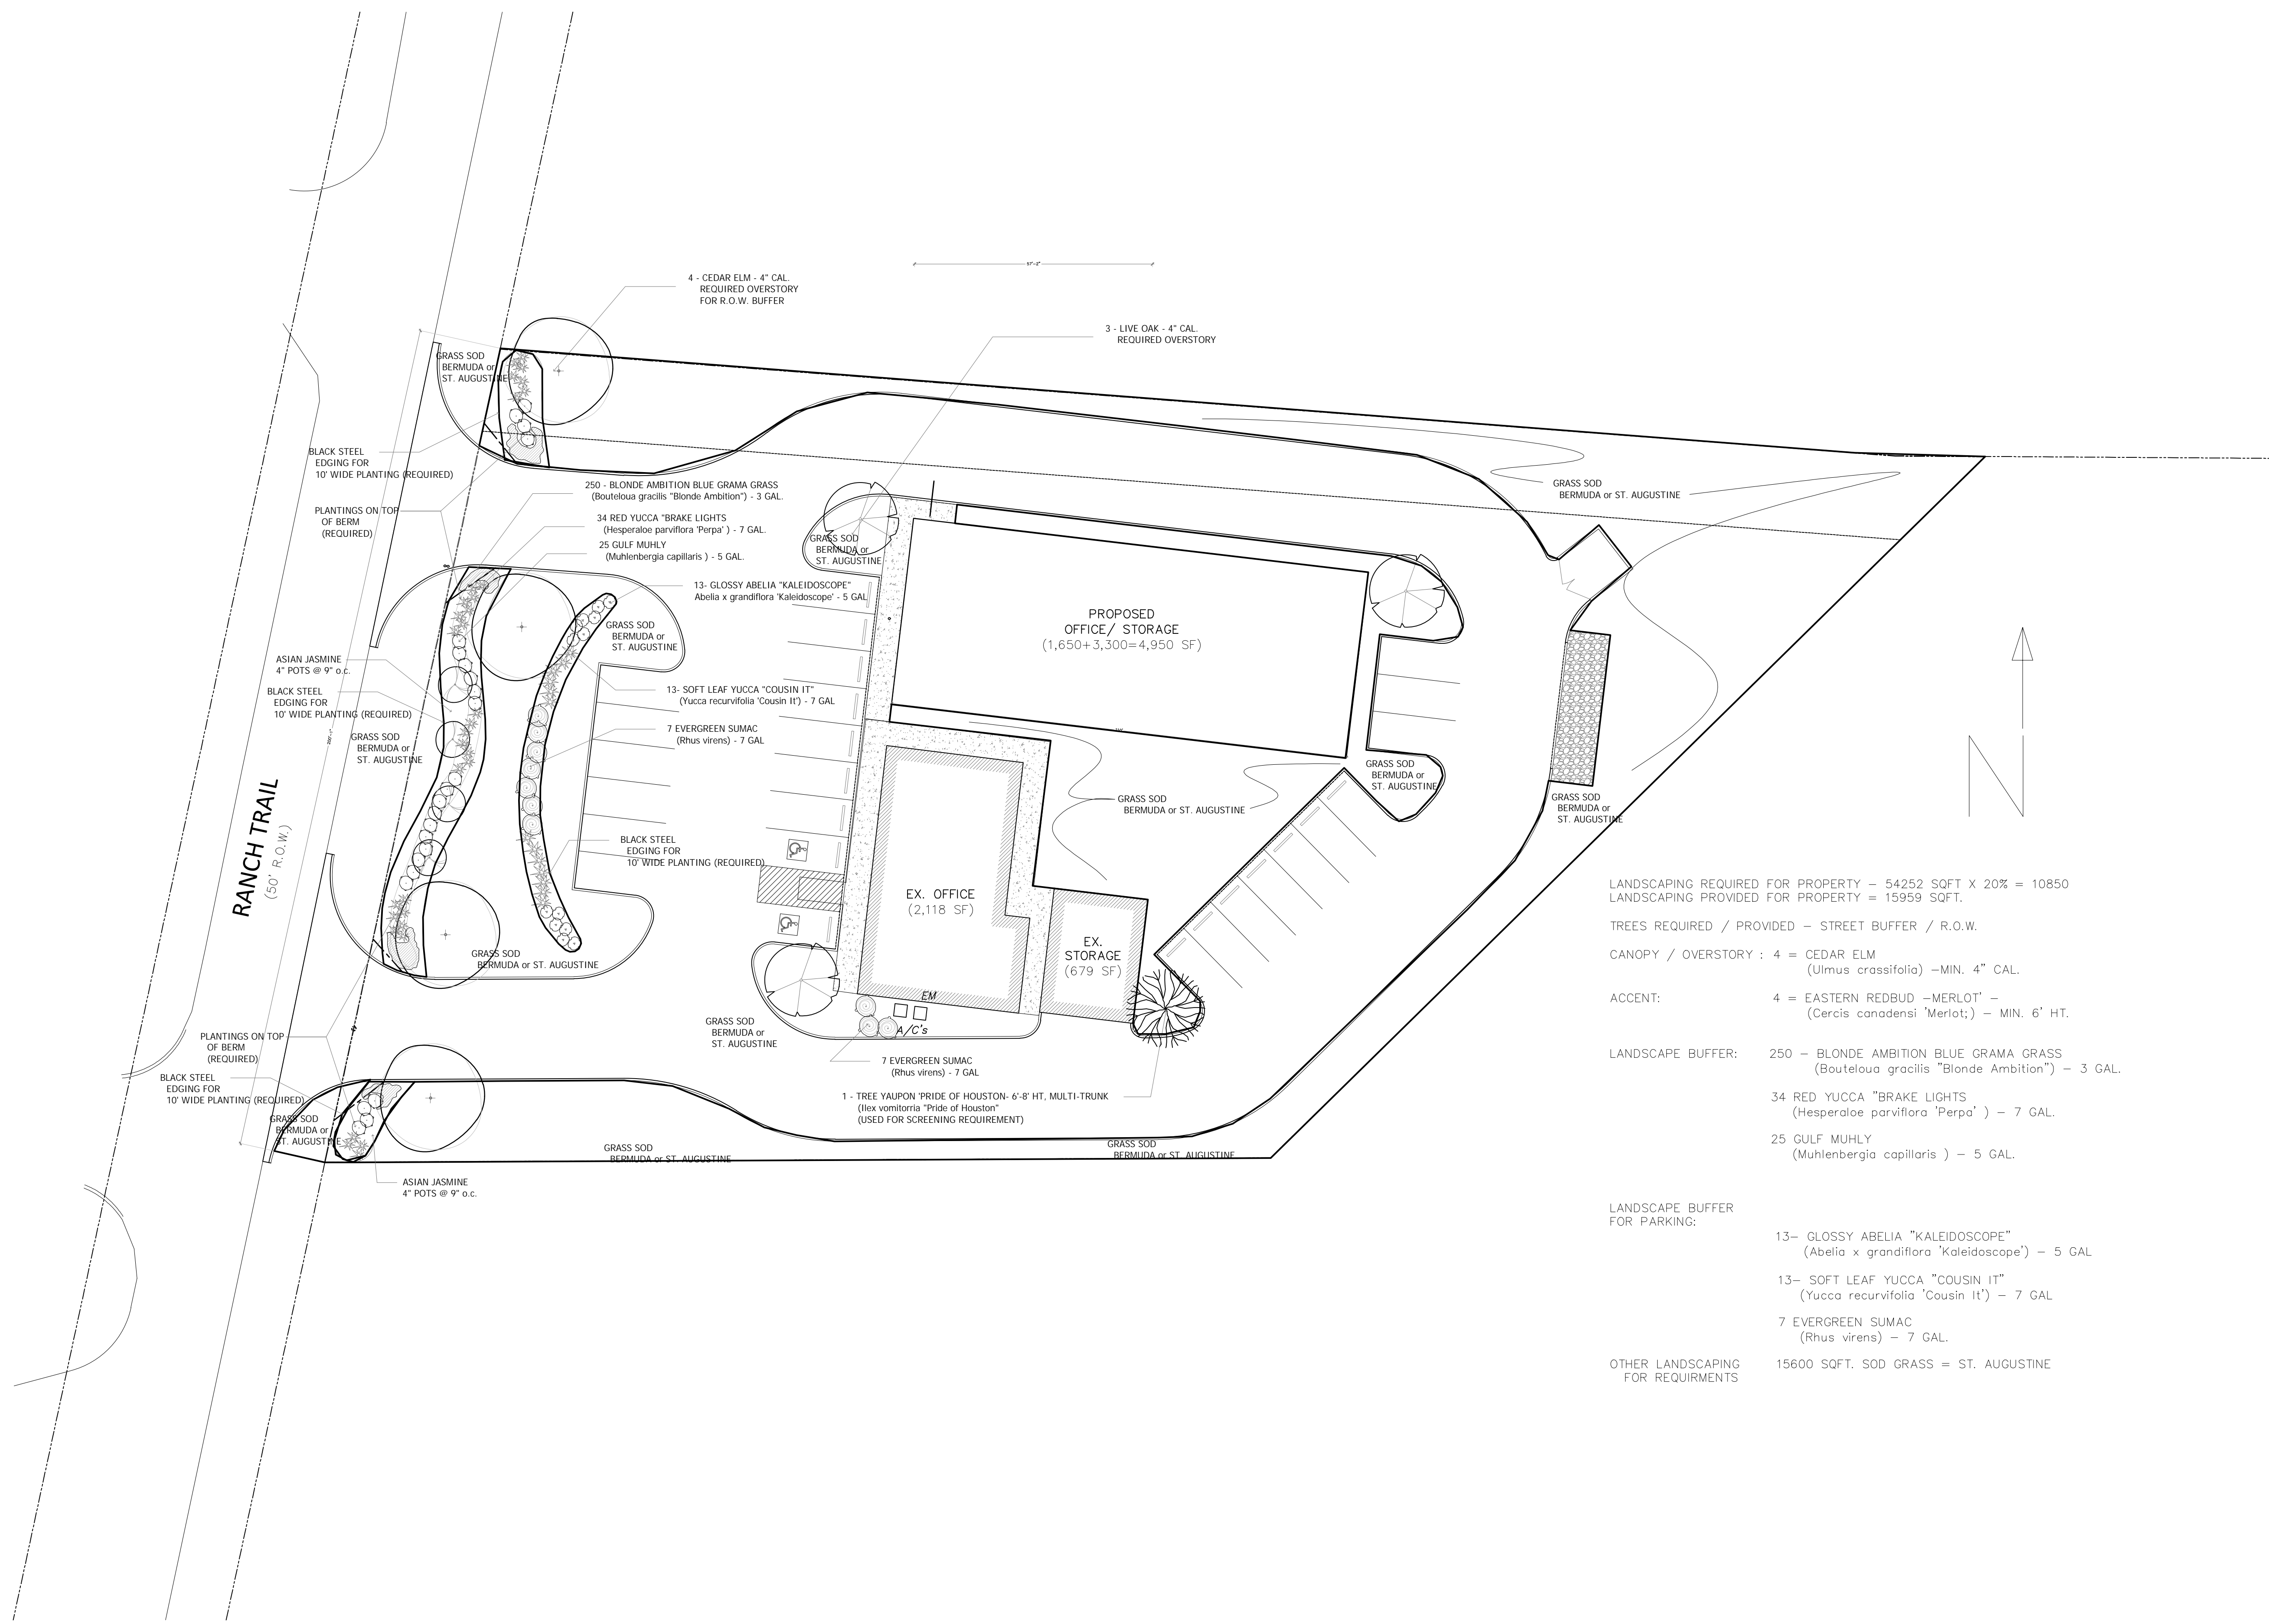 57'-2"
4 - CEDAR ELM - 4" CAL.
REQUIRED OVERSTORY
FOR R.O.W. BUFFER
3 - LIVE OAK - 4" CAL.
REQUIRED OVERSTORY
GRASS SOD
BERMUDA or
ST. AUGUSTINE
BLACK STEEL
EDGING FOR
10' WIDE PLANTING (REQUIRED)
GRASS SOD
BERMUDA or ST. AUGUSTINE
250 - BLONDE AMBITION BLUE GRAMA GRASS
(Bouteloua gracilis "Blonde Ambition") - 3 GAL.
PLANTINGS ON TOP
OF BERM
(REQUIRED)
34 RED YUCCA "BRAKE LIGHTS
(Hesperaloe parviflora 'Perpa' ) - 7 GAL.
25 GULF MUHLY
(Muhlenbergia capillaris ) - 5 GAL.
GRASS SOD
BERMUDA or
ST. AUGUSTINE
13- GLOSSY ABELIA "KALEIDOSCOPE"
Abelia x grandiflora 'Kaleidoscope' - 5 GAL
PROPOSED
OFFICE/ STORAGE
(1,650+3,300=4,950 SF)
GRASS SOD
BERMUDA or
ST. AUGUSTINE
ASIAN JASMINE
4" POTS @ 9" o.c.
BLACK STEEL
EDGING FOR
10' WIDE PLANTING (REQUIRED)
13- SOFT LEAF YUCCA "COUSIN IT"
(Yucca recurvifolia 'Cousin It') - 7 GAL
7 EVERGREEN SUMAC
(Rhus virens) - 7 GAL
GRASS SOD
BERMUDA or
ST. AUGUSTINE
GRASS SOD
BERMUDA or
ST. AUGUSTINE
GRASS SOD
BERMUDA or ST. AUGUSTINE
GRASS SOD
BERMUDA or
ST. AUGUSTINE
RANCH TRAIL
(50' R.O.W.)
BLACK STEEL
EDGING FOR
10' WIDE PLANTING (REQUIRED)
EX. OFFICE
(2,118 SF)
EX.
STORAGE
(679 SF)
GRASS SOD
BERMUDA or ST. AUGUSTINE
EM
A/C's
GRASS SOD
BERMUDA or
ST. AUGUSTINE
PLANTINGS ON TOP
OF BERM
(REQUIRED)
7 EVERGREEN SUMAC
(Rhus virens) - 7 GAL
BLACK STEEL
EDGING FOR
10' WIDE PLANTING (REQUIRED)
1 - TREE YAUPON 'PRIDE OF HOUSTON- 6'-8' HT, MULTI-TRUNK
(Ilex vomitorria "Pride of Houston"
(USED FOR SCREENING REQUIREMENT)
GRASS SOD
BERMUDA or
ST. AUGUSTINE
GRASS SOD
BERMUDA or ST. AUGUSTINE
GRASS SOD
BERMUDA or ST. AUGUSTINE
ASIAN JASMINE
4" POTS @ 9" o.c.
N
LANDSCAPING REQUIRED FOR PROPERTY – 54252 SQFT X 20% = 10850
LANDSCAPING PROVIDED FOR PROPERTY = 15959 SQFT.
TREES REQUIRED / PROVIDED – STREET BUFFER / R.O.W.
CANOPY / OVERSTORY : 4 = CEDAR ELM
(Ulmus crassifolia) –MIN. 4" CAL.
ACCENT: 4 = EASTERN REDBUD –MERLOT' –
(Cercis canadensi 'Merlot;) – MIN. 6' HT.
LANDSCAPE BUFFER: 250 – BLONDE AMBITION BLUE GRAMA GRASS
(Bouteloua gracilis "Blonde Ambition") – 3 GAL.
34 RED YUCCA "BRAKE LIGHTS
(Hesperaloe parviflora 'Perpa' ) – 7 GAL.
25 GULF MUHLY
(Muhlenbergia capillaris ) – 5 GAL.
LANDSCAPE BUFFER
FOR PARKING:
13– GLOSSY ABELIA "KALEIDOSCOPE"
(Abelia x grandiflora 'Kaleidoscope') – 5 GAL
13– SOFT LEAF YUCCA "COUSIN IT"
(Yucca recurvifolia 'Cousin It') – 7 GAL
7 EVERGREEN SUMAC
(Rhus virens) – 7 GAL.
OTHER LANDSCAPING 15600 SQFT. SOD GRASS = ST. AUGUSTINE
FOR REQUIRMENTS